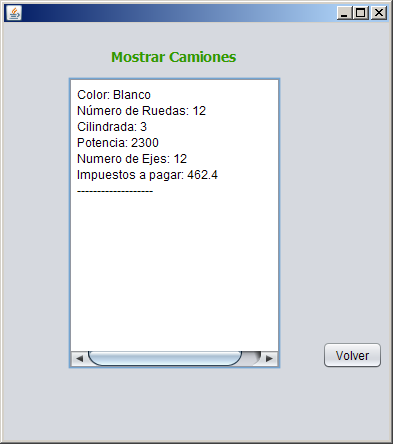 Mostrar Camiones
Color: Blanco
Número de Ruedas: 12
Cilindrada: 3
Potencia: 2300
Numero de Ejes: 12
Impuestos a pagar: 462.4
-------------------
Volver